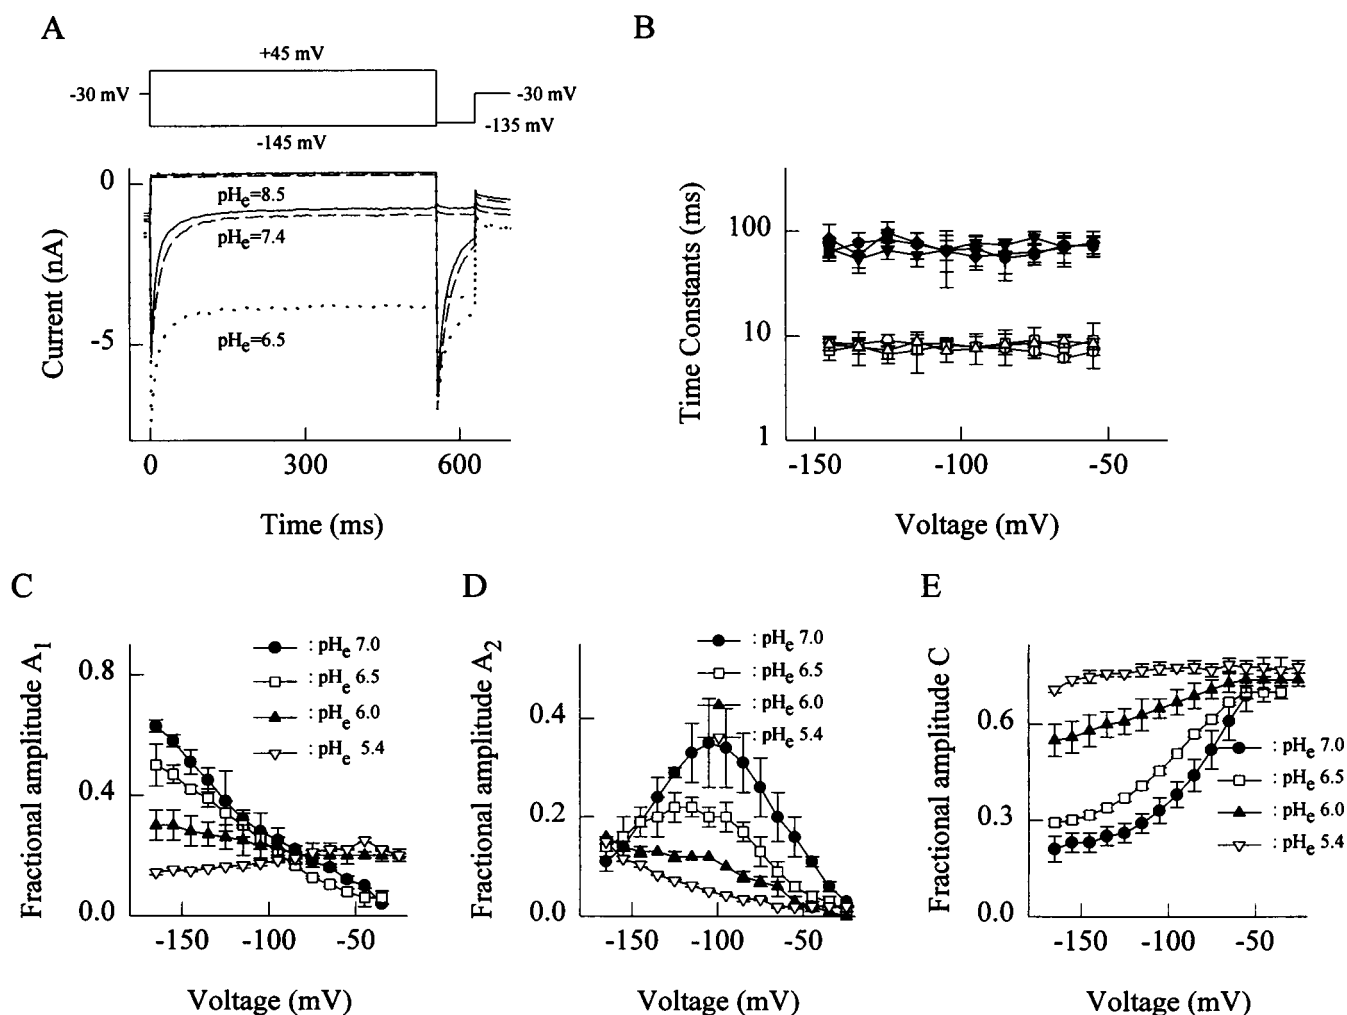 A
+45 mV
-30 mV
-30 mV
-135 mV
-145 mV
0
-5
Current (nA)
pHe=8.5
pHe=7.4
pHe=6.5
0
300
600
Time (ms)
B
100
10
1
Time Constants (ms)
-150
-100
-50
Voltage (mV)
C
0.8
0.4
0.0
Fractional amplitude A1
: pHe 7.0
: pHe 6.5
: pHe 6.0
: pHe 5.4
-150
-100
-50
Voltage (mV)
D
0.4
0.2
0.0
Fractional amplitude A2
: pHe 7.0
: pHe 6.5
: pHe 6.0
: pHe 5.4
-150
-100
-50
Voltage (mV)
E
0.6
0.3
0.0
Fractional amplitude C
: pHe 7.0
: pHe 6.5
: pHe 6.0
: pHe 5.4
-150
-100
-50
Voltage (mV)